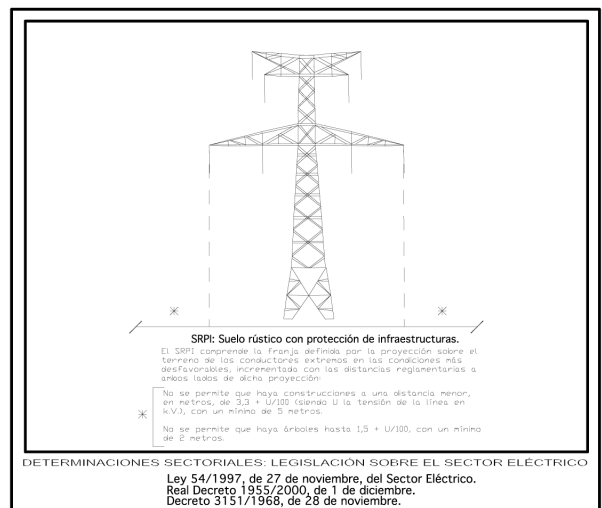 SRPI: Suelo rústico con protección de infraestructuras.
El SRPI comprende la franja definida por la proyección sobre el
terreno de los conductores extremos en las condiciones más
desfavorables, incrementada con las distancias reglamentarias a
ambos lados de dicha proyección:
No se permite que haya construcciones a una distancia menor,
en metros, de 3,3 + U/100 (siendo U la tensión de la línea en
k.V.), con un mínimo de 5 metros.
No se permite que haya árboles hasta 1,5 + U/100, con un mínimo
de 2 metros.
DETERMINACIONES SECTORIALES: LEGISLACIÓN SOBRE EL SECTOR ELÉCTRICO
Ley 54/1997, de 27 de noviembre, del Sector Eléctrico.
Real Decreto 1955/2000, de 1 de diciembre.
Decreto 3151/1968, de 28 de noviembre.